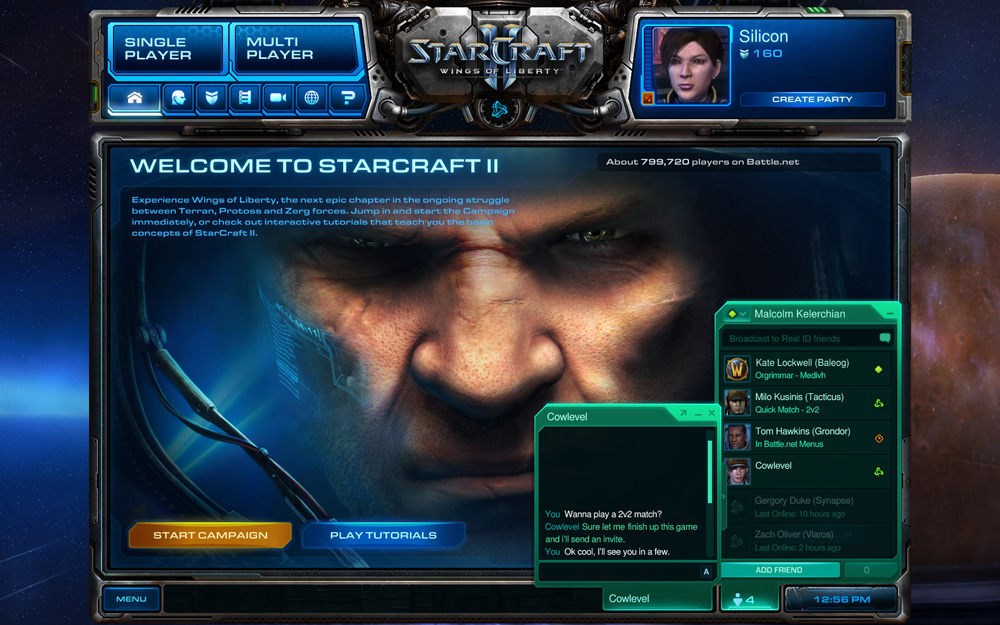 SINGLE
PLAYER
MULTI
PLAYER
STARCRAFT
II
WINGS OF LIBERTY
Silicon
160
CREATE PARTY
WELCOME TO STARCRAFT II
About 799,720 players on Battle.net
Experience Wings of Liberty, the next epic chapter in the ongoing struggle
between Terran, Protoss and Zerg forces. Jump in and start the Campaign
immediately, or check out interactive tutorials that teach you the basic
concepts of StarCraft II.
Malcolm Kelerchian
Broadcast to Real ID friends
Kate Lockwell (Baleog)
Orgrimmar - Medivh
Milo Kusinis (Tacticus)
Quick Match - 2v2
Tom Hawkins (Grondor)
In Battle.net Menus
Cowlevel
Gergory Duke (Synapse)
Last Online: 10 hours ago
Zach Oliver (Vlaros)
Last Online: 2 hours ago
ADD FRIEND
0
Cowlevel
You Wanna play a 2v2 match?
Cowlevel Sure let me finish up this game
and i'll send an invite.
You Ok cool, I'll see you in a few.
A
START CAMPAIGN
PLAY TUTORIALS
MENU
Cowlevel
4
12:56 PM